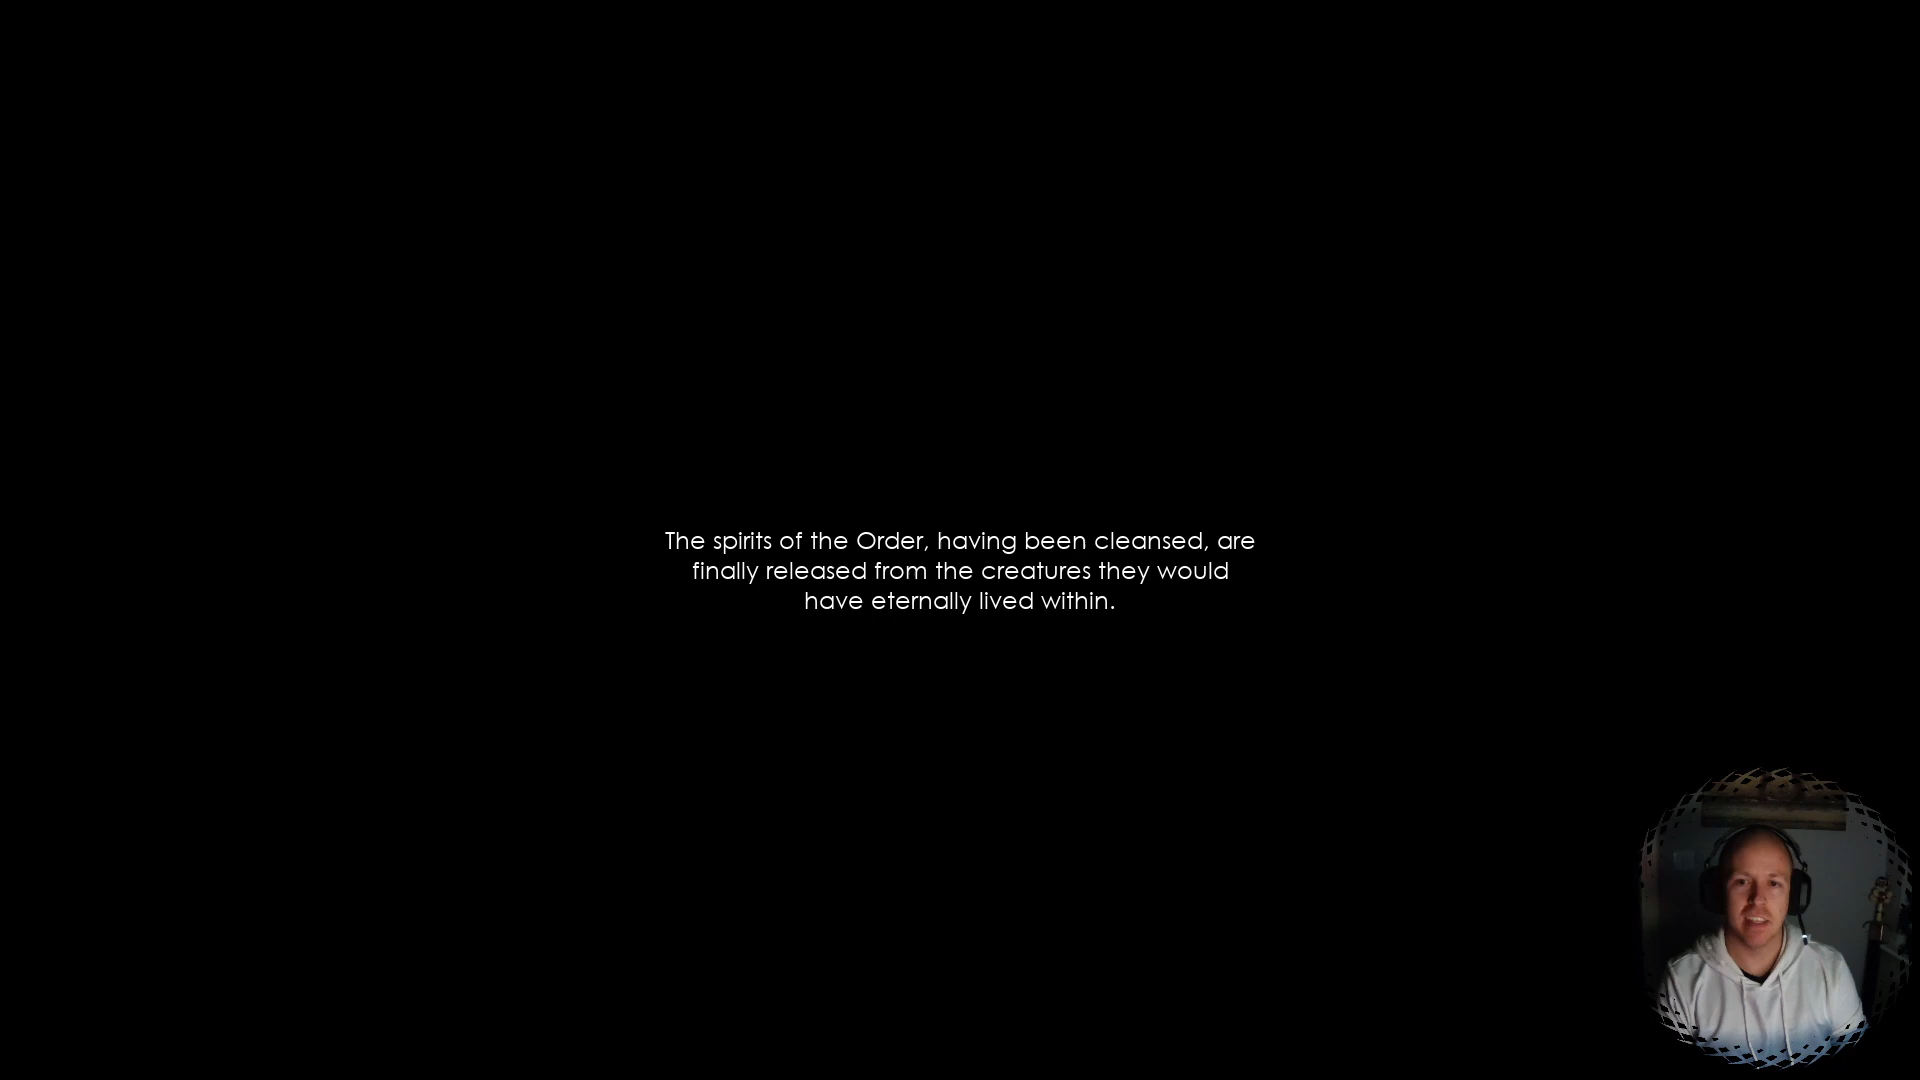 The spirits of the Order, having been cleansed, are
finally released from the creatures they would
have eternally lived within.